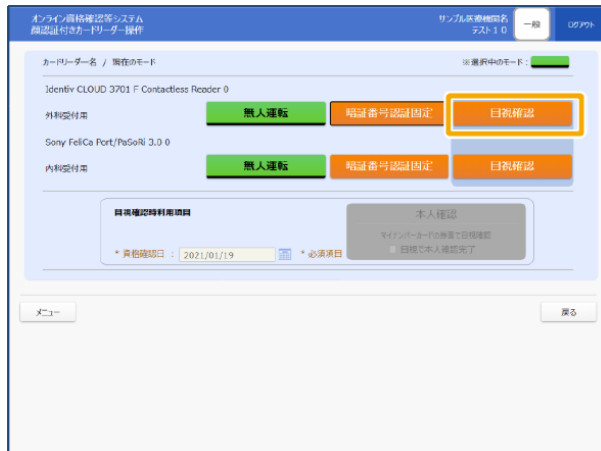 オンライン資格確認等システム
顔認証付きカードリーダー操作
サンプル医療機関名
テスト10
一般
ログアウト
カードリーダー名 / 現在のモード
※選択中のモード:
Identiv CLOUD 3701 F Contactless Reader 0
外科受付用
無人運転
暗証番号認証固定
目視確認
Sony FeliCa Port/PaSoRi 3.0 0
内科受付用
無人運転
暗証番号認証固定
目視確認
目視確認時利用項目
* 資格確認日 : 2021/01/19
* 必須項目
本人確認
マイナンバーカードの券面で目視確認
目視で本人確認完了
メニュー
戻る